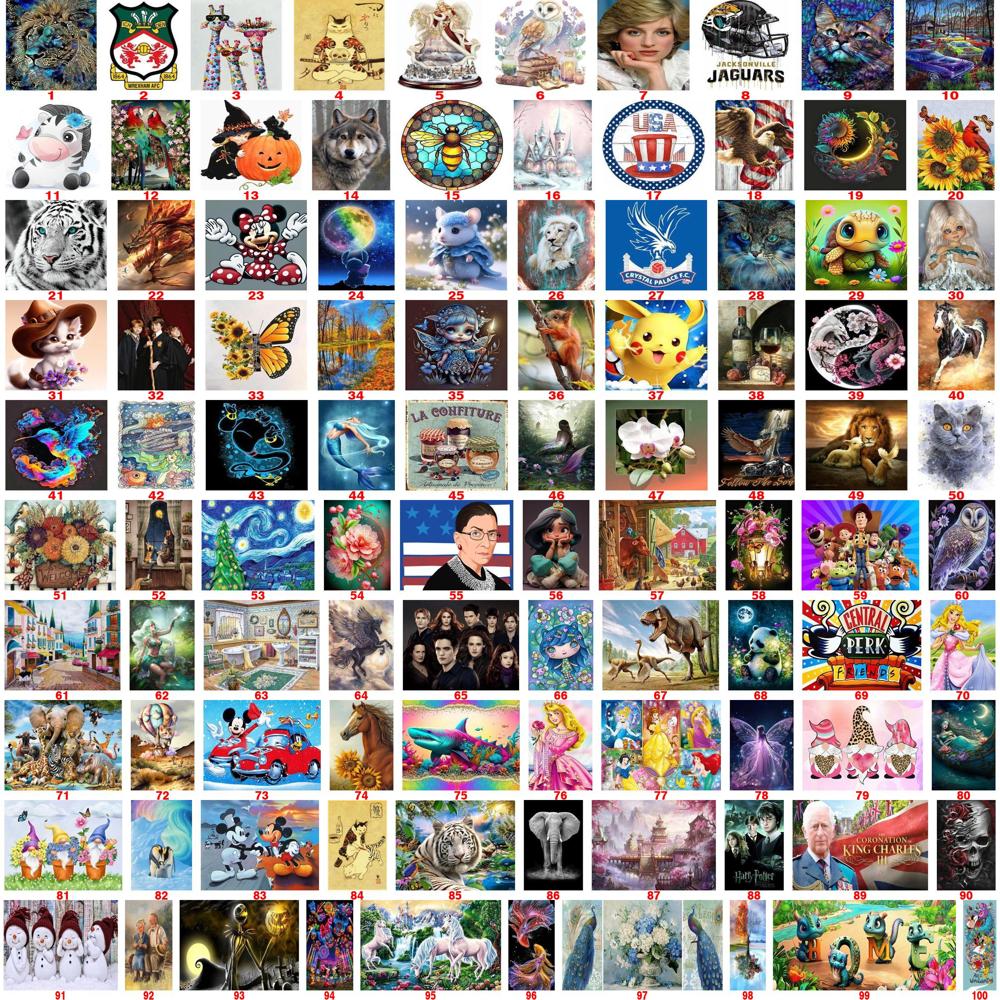 1864 1864
WREXHAM AFC
JACKSONVILLE
JAGUARS
1 2 3 4 5 6 7 8 9 10
USA
11 12 13 14 15 16 17 18 19 20
CRYSTAL PALACE F.C.
21 22 23 24 25 26 27 28 29 30
31 32 33 34 35 36 37 38 39 40
LA CONFITURE
Follow The Son
41 42 43 44 45 46 47 48 49 50
WELCOME
51 52 53 54 55 56 57 58 59 60
CENTRAL
PERK
FRIENDS
61 62 63 64 65 66 67 68 69 70
71 72 73 74 75 76 77 78 79 80
CORONATION
KING CHARLES
III
Harry Potter
81 82 83 84 85 86 87 88 89 90
91 92 93 94 95 96 97 98 99 100